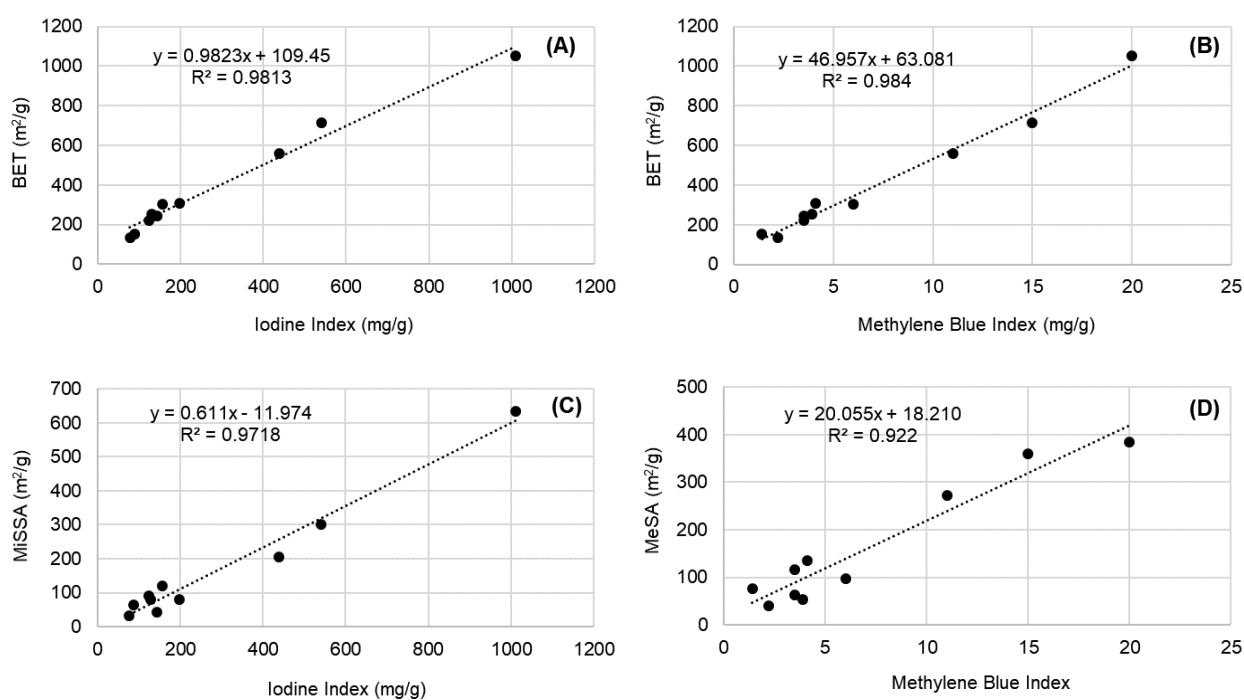 (A)
y = 0.9823x + 109.45
R² = 0.9813
BET (m²/g)
1200
1000
800
600
400
200
0
0 200 400 600 800 1000 1200
Iodine Index (mg/g)
(B)
y = 46.957x + 63.081
R² = 0.984
BET (m²/g)
1200
1000
800
600
400
200
0
0 5 10 15 20 25
Methylene Blue Index (mg/g)
(C)
y = 0.611x - 11.974
R² = 0.9718
MiSSA (m²/g)
700
600
500
400
300
200
100
0
0 200 400 600 800 1000 1200
Iodine Index (mg/g)
(D)
y = 20.055x + 18.210
R² = 0.922
MeSA (m²/g)
500
400
300
200
100
0
0 5 10 15 20 25
Methylene Blue Index